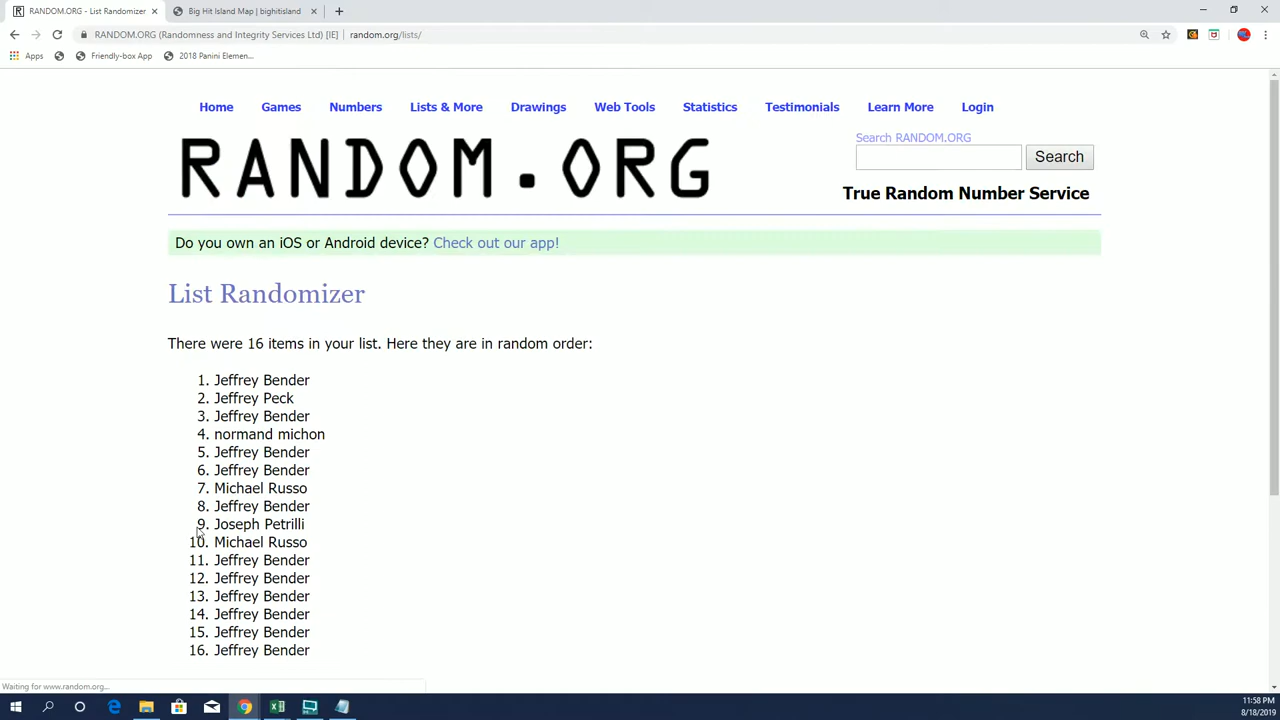 RANDOM.ORG - List Randomizer
Big Hit Island Map | bighitisland
RANDOM.ORG (Randomness and Integrity Services Ltd) [IE] | random.org/lists/
Apps Friendly-box App 2018 Panini Elemen...
Home Games Numbers Lists & More Drawings Web Tools Statistics Testimonials Learn More Login
RANDOM.ORG
Search RANDOM.ORG
Search
True Random Number Service
Do you own an iOS or Android device? Check out our app!
List Randomizer
There were 16 items in your list. Here they are in random order:
1. Jeffrey Bender
2. Jeffrey Peck
3. Jeffrey Bender
4. normand michon
5. Jeffrey Bender
6. Jeffrey Bender
7. Michael Russo
8. Jeffrey Bender
9. Joseph Petrilli
10. Michael Russo
11. Jeffrey Bender
12. Jeffrey Bender
13. Jeffrey Bender
14. Jeffrey Bender
15. Jeffrey Bender
16. Jeffrey Bender
Waiting for www.random.org...
11:58 PM
8/18/2019